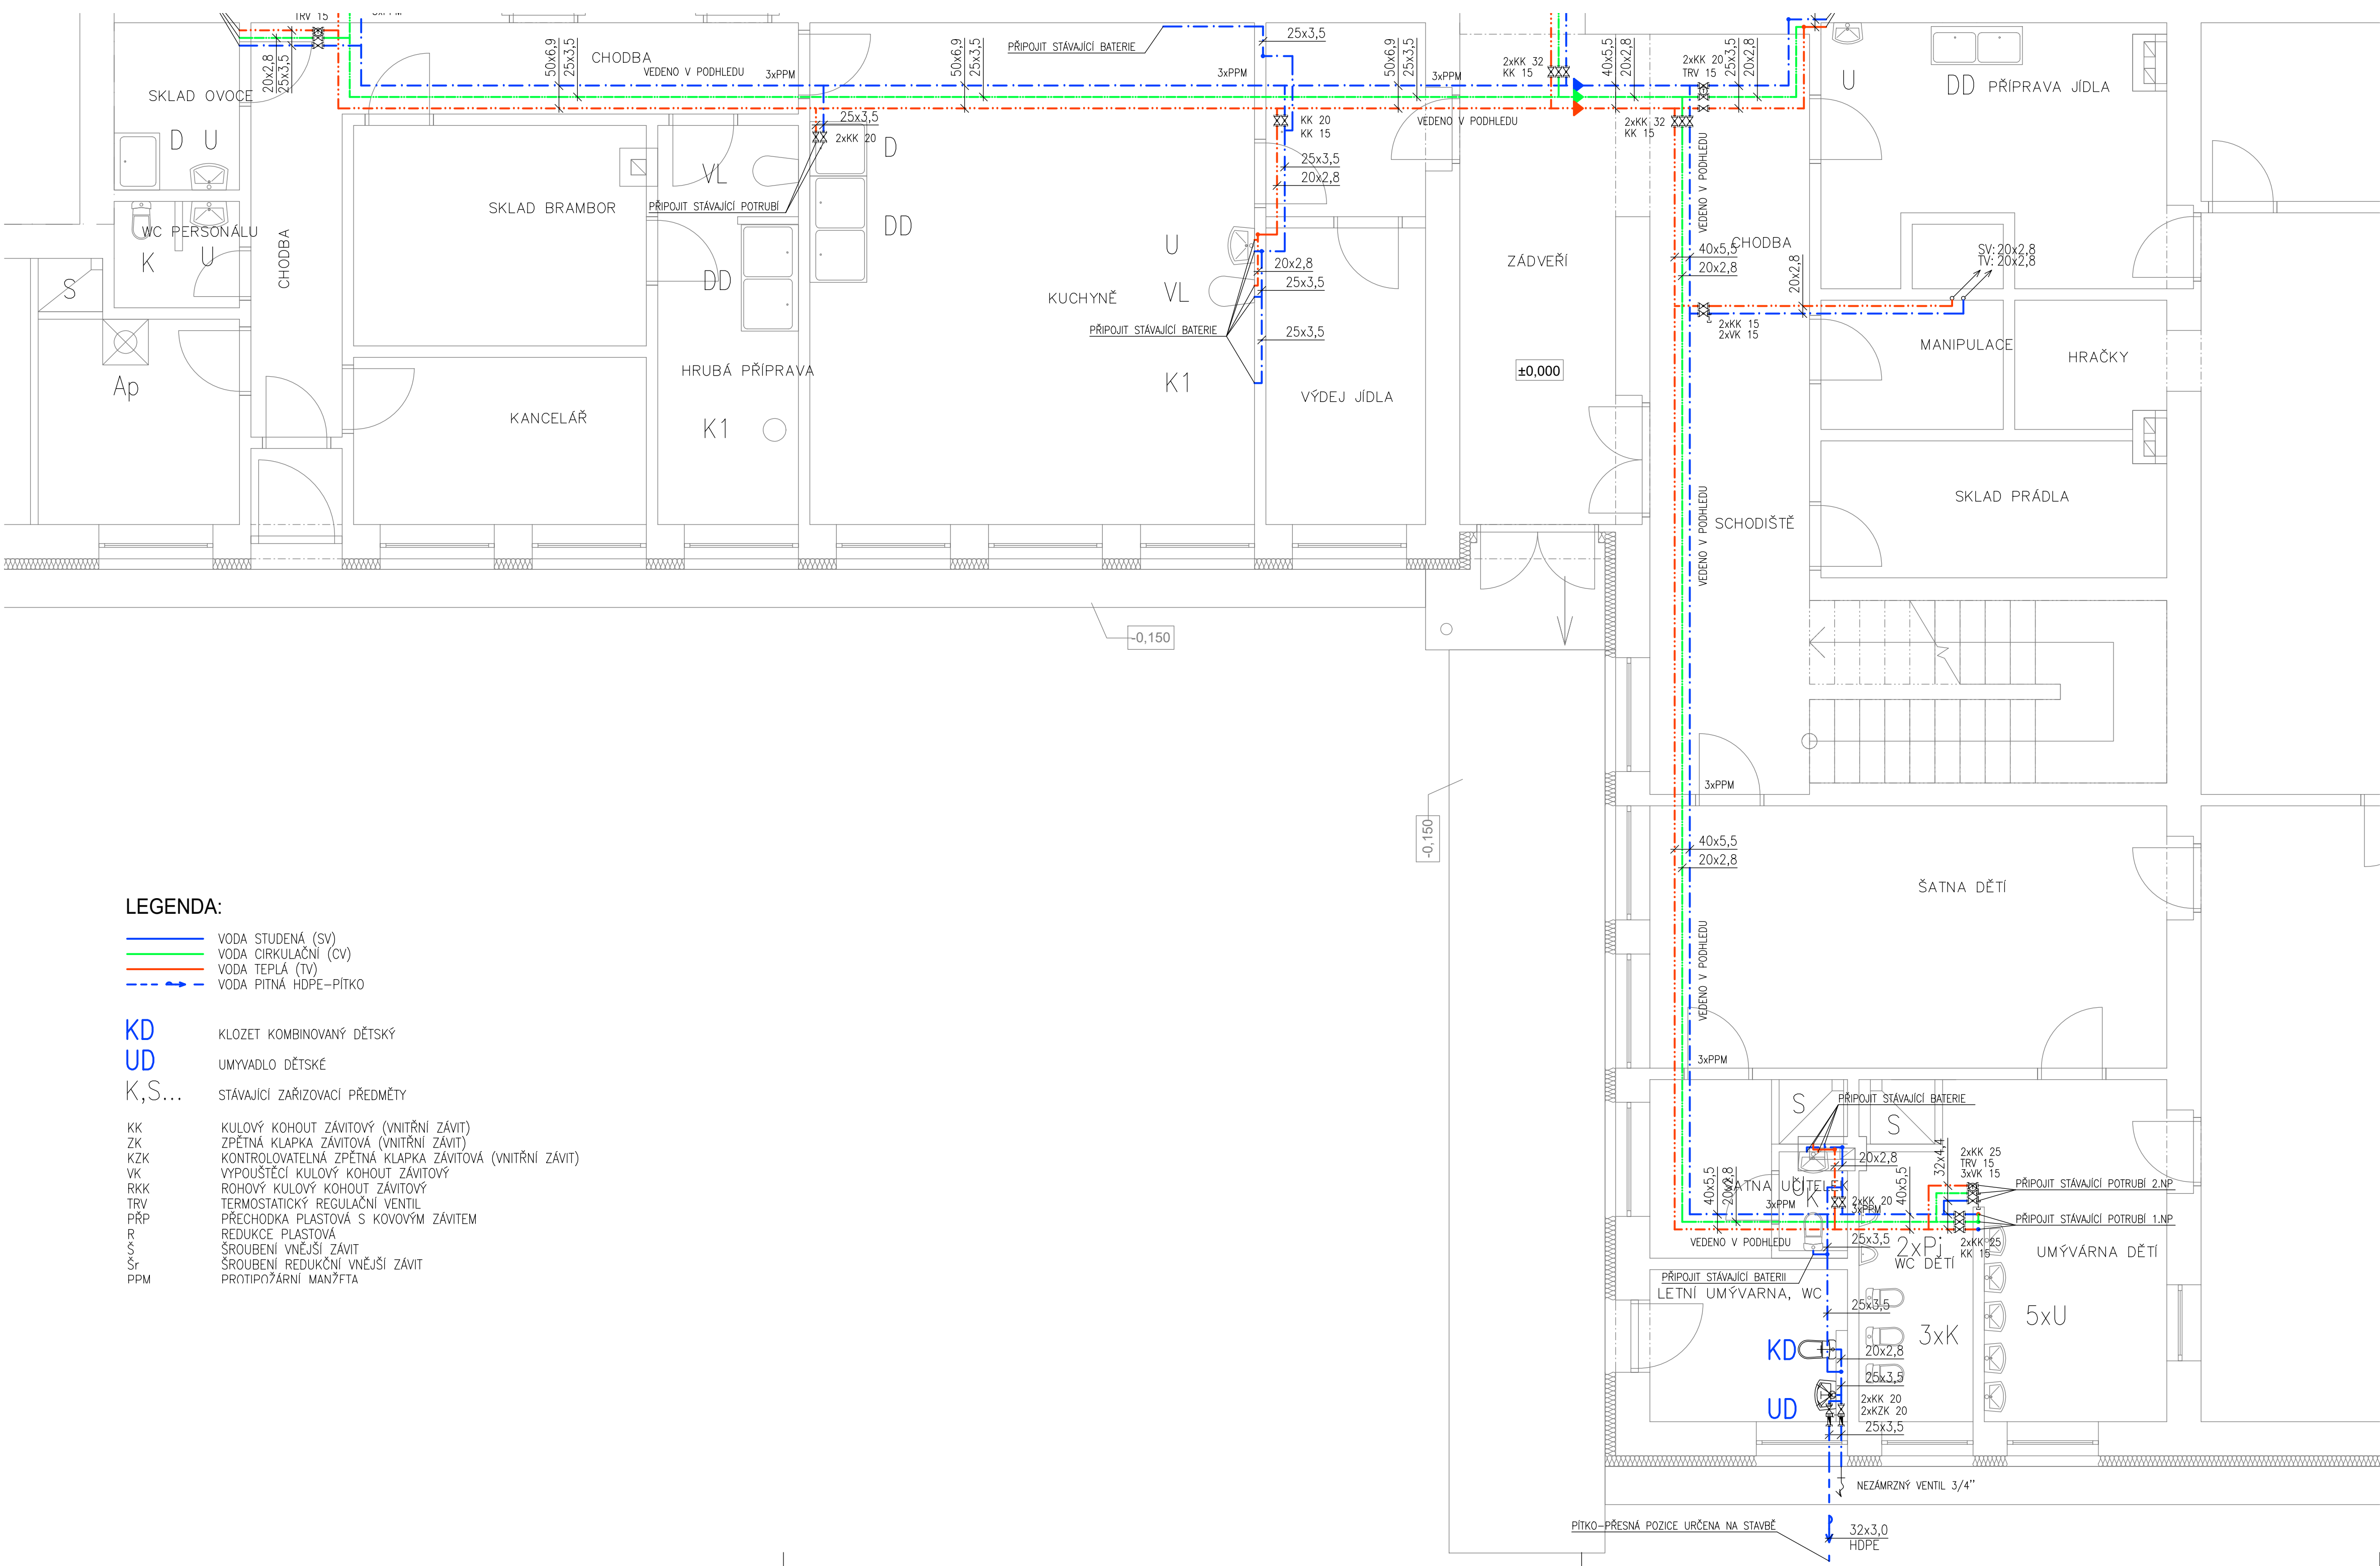 TRV 15
20x2,8
25x3,5
SKLAD OVOCE
D U
WC PERSONÁLU
K
U
S
Ap
CHODBA
50x6,9
25x3,5
CHODBA
VEDENO V PODHLEDU
3xPPM
SKLAD BRAMBOR
KANCELÁŘ
VL
PŘIPOJIT STÁVAJÍCÍ POTRUBÍ
DD
HRUBÁ PŘÍPRAVA
K1
25x3,5
2xKK 20
D
DD
50x6,9
25x3,5
PŘIPOJIT STÁVAJÍCÍ BATERIE
3xPPM
25x3,5
KK 20
KK 15
25x3,5
20x2,8
U
VL
20x2,8
25x3,5
KUCHYNĚ
PŘIPOJIT STÁVAJÍCÍ BATERIE
25x3,5
K1
VÝDEJ JÍDLA
50x6,9
25x3,5
3xPPM
VEDENO V PODHLEDU
2xKK 32
KK 15
ZÁDVEŘÍ
±0,000
40x5,5
20x2,8
2xKK 20
TRV 15
25x3,5
20x2,8
2xKK 32
KK 15
VEDENO V PODHLEDU
40x5,5
20x2,8
CHODBA
20x2,8
2xKK 15
2xVK 15
SV: 20x2,8
TV: 20x2,8
U
DD PŘÍPRAVA JÍDLA
MANIPULACE
HRAČKY
SKLAD PRÁDLA
VEDENO V PODHLEDU
SCHODIŠTĚ
-0,150
-0,150
3xPPM
40x5,5
20x2,8
ŠATNA DĚTÍ
VEDENO V PODHLEDU
3xPPM
S
PŘIPOJIT STÁVAJÍCÍ BATERIE
S
20x2,8
40x5,5
20x2,8
ŠATNA UČITELEK
U
K
3xPPM
2xKK 20
3xPPM
40x5,5
32x4,4
2xKK 25
TRV 15
3xVK 15
PŘIPOJIT STÁVAJÍCÍ POTRUBÍ 2.NP
PŘIPOJIT STÁVAJÍCÍ POTRUBÍ 1.NP
VEDENO V PODHLEDU
25x3,5
2xPj
WC DĚTÍ
2xKK 25
KK 15
UMÝVÁRNA DĚTÍ
PŘIPOJIT STÁVAJÍCÍ BATERII
LETNÍ UMÝVARNA, WC
25x3,5
3xK
5xU
KD
20x2,8
25x3,5
UD
2xKK 20
2xKZK 20
25x3,5
NEZÁMRZNÝ VENTIL 3/4"
PÍTKO-PŘESNÁ POZICE URČENA NA STAVBĚ
32x3,0
HDPE
LEGENDA:
VODA STUDENÁ (SV)
VODA CIRKULAČNÍ (CV)
VODA TEPLÁ (TV)
VODA PITNÁ HDPE-PÍTKO
KD KLOZET KOMBINOVANÝ DĚTSKÝ
UD UMYVADLO DĚTSKÉ
K,S... STÁVAJÍCÍ ZAŘIZOVACÍ PŘEDMĚTY
KK KULOVÝ KOHOUT ZÁVITOVÝ (VNITŘNÍ ZÁVIT)
ZK ZPĚTNÁ KLAPKA ZÁVITOVÁ (VNITŘNÍ ZÁVIT)
KZK KONTROLOVATELNÁ ZPĚTNÁ KLAPKA ZÁVITOVÁ (VNITŘNÍ ZÁVIT)
VK VYPOUŠTĚCÍ KULOVÝ KOHOUT ZÁVITOVÝ
RKK ROHOVÝ KULOVÝ KOHOUT ZÁVITOVÝ
TRV TERMOSTATICKÝ REGULAČNÍ VENTIL
PŘP PŘECHODKA PLASTOVÁ S KOVOVÝM ZÁVITEM
R REDUKCE PLASTOVÁ
Š ŠROUBENÍ VNĚJŠÍ ZÁVIT
Šr ŠROUBENÍ REDUKČNÍ VNĚJŠÍ ZÁVIT
PPM PROTIPOŽÁRNÍ MANŽETA